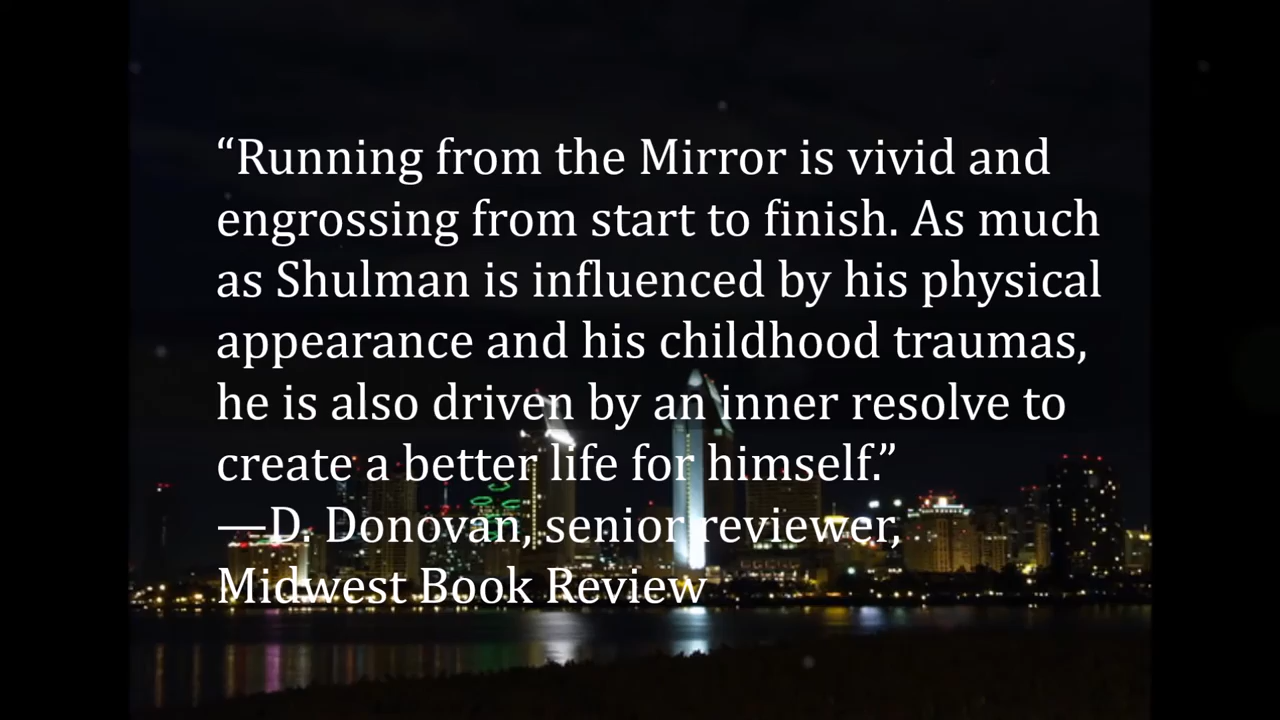 “Running from the Mirror is vivid and
engrossing from start to finish. As much
as Shulman is influenced by his physical
appearance and his childhood traumas,
he is also driven by an inner resolve to
create a better life for himself.”
—D. Donovan, senior reviewer,
Midwest Book Review